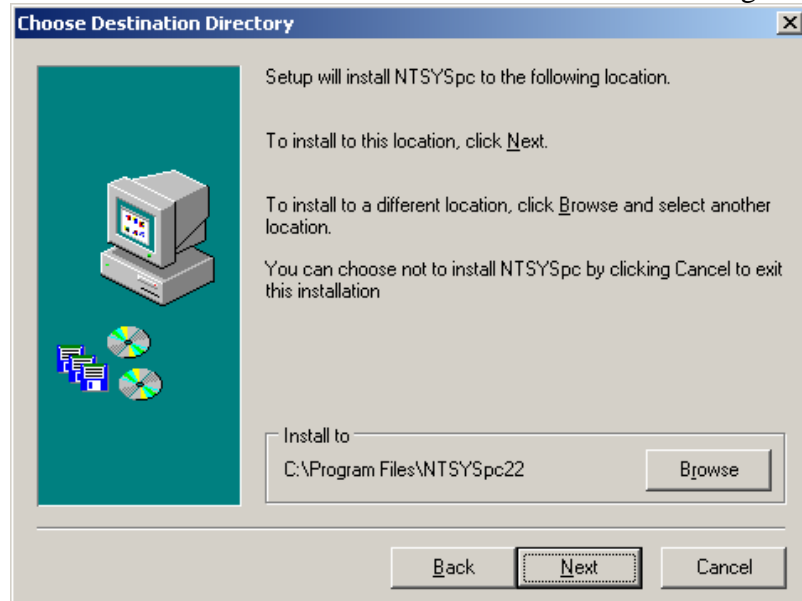 Choose Destination Directory
Setup will install NTSYSpc to the following location.
To install to this location, click Next.
To install to a different location, click Browse and select another
location.
You can choose not to install NTSYSpc by clicking Cancel to exit
this installation
Install to
C:\Program Files\NTSYSpc22
Browse
Back
Next
Cancel